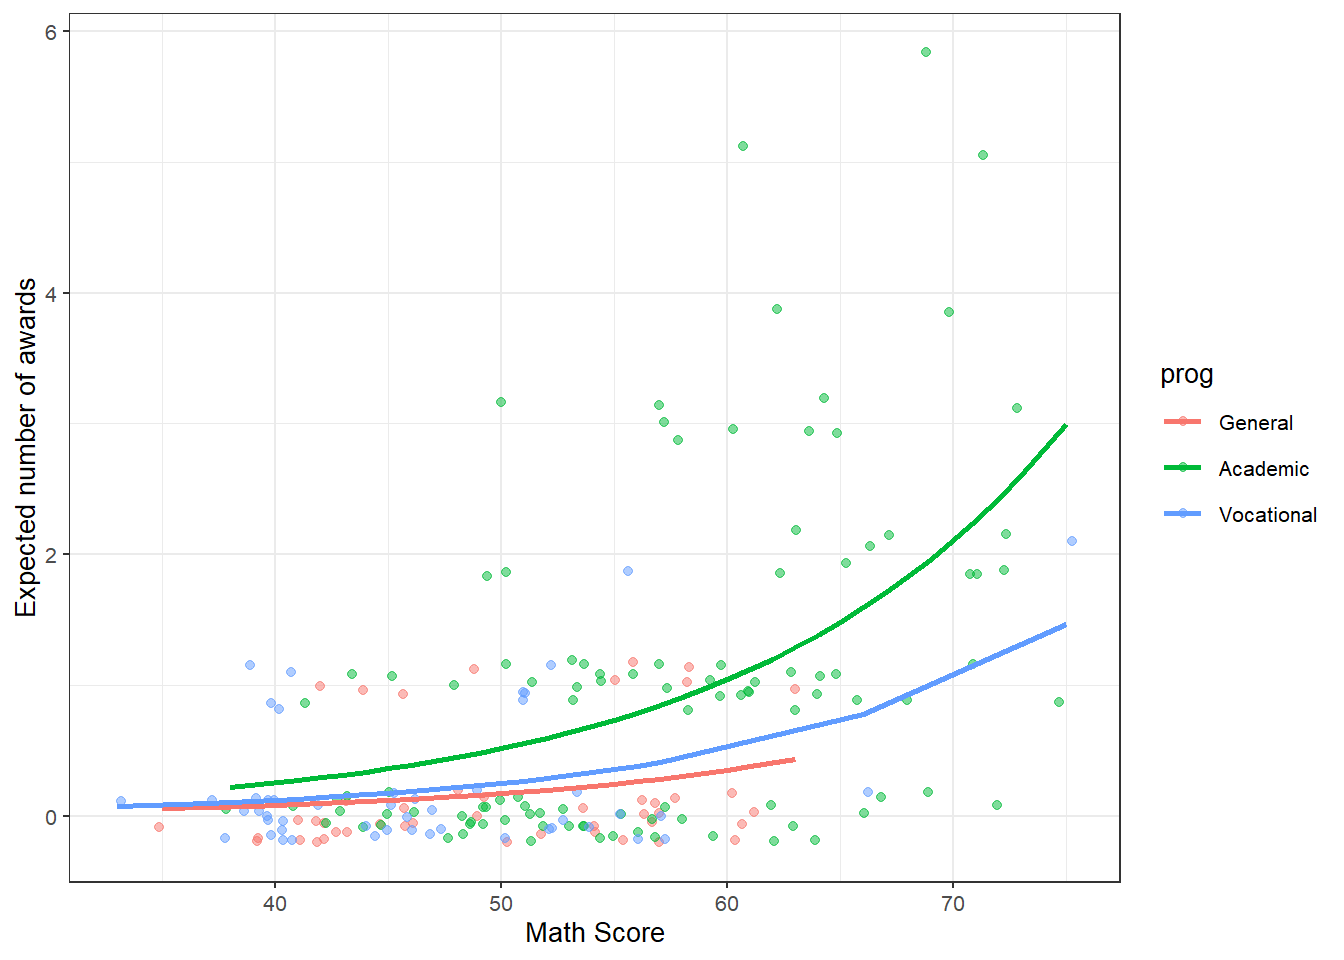 6
4
2
0
Expected number of awards
40
50
60
70
Math Score
prog
General
Academic
Vocational